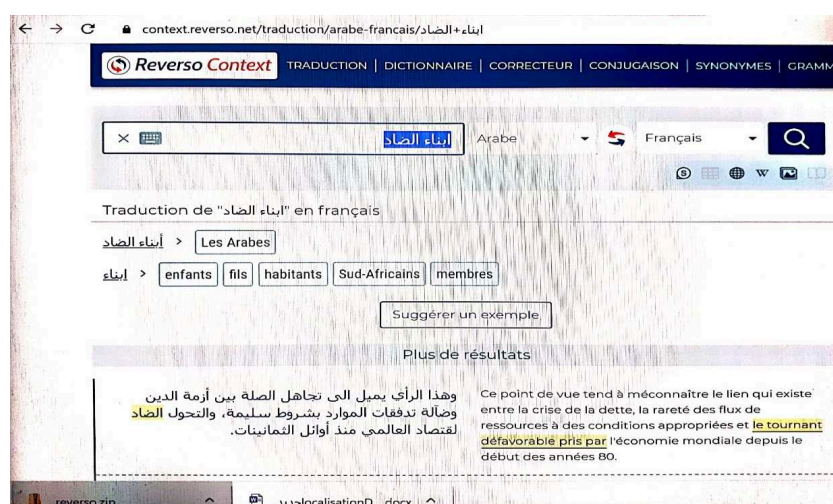 context.reverso.net/traduction/arabe-francais/ابناء+الضاد
Reverso Context TRADUCTION | DICTIONNAIRE | CORRECTEUR | CONJUGAISON | SYNONYMES | GRAMM
ابناء الضاد Arabe Français
Traduction de "ابناء الضاد" en français
أبناء الضاد < Les Arabes
ابناء < enfants fils habitants Sud-Africains membres
Suggérer un exemple
Plus de résultats
وهذا الرأي يميل الى تجاهل الصلة بين أزمة الدين
وضآلة تدفقات الموارد بشروط سليمة، والتحول الضاد
لقتصاد العالمي منذ أوائل الثمانينات.
Ce point de vue tend à méconnaître le lien qui existe
entre la crise de la dette, la rareté des flux de
ressources à des conditions appropriées et le tournant
défavorable pris par l'économie mondiale depuis le
début des années 80.
reverso.zip